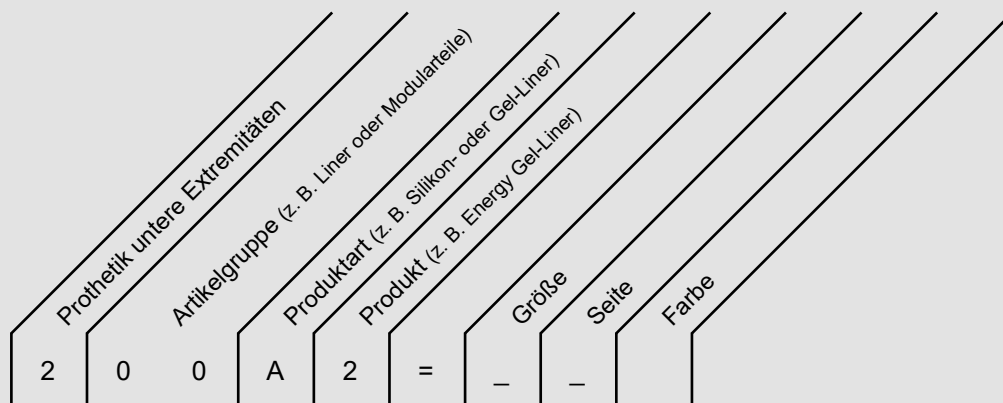 Prothetik untere Extremitäten
Artikelgruppe (z. B. Liner oder Modularteile)
Produktart (z. B. Silikon- oder Gel-Liner)
Produkt (z. B. Energy Gel-Liner)
Größe
Seite
Farbe
2 0 0 A 2 = _ _